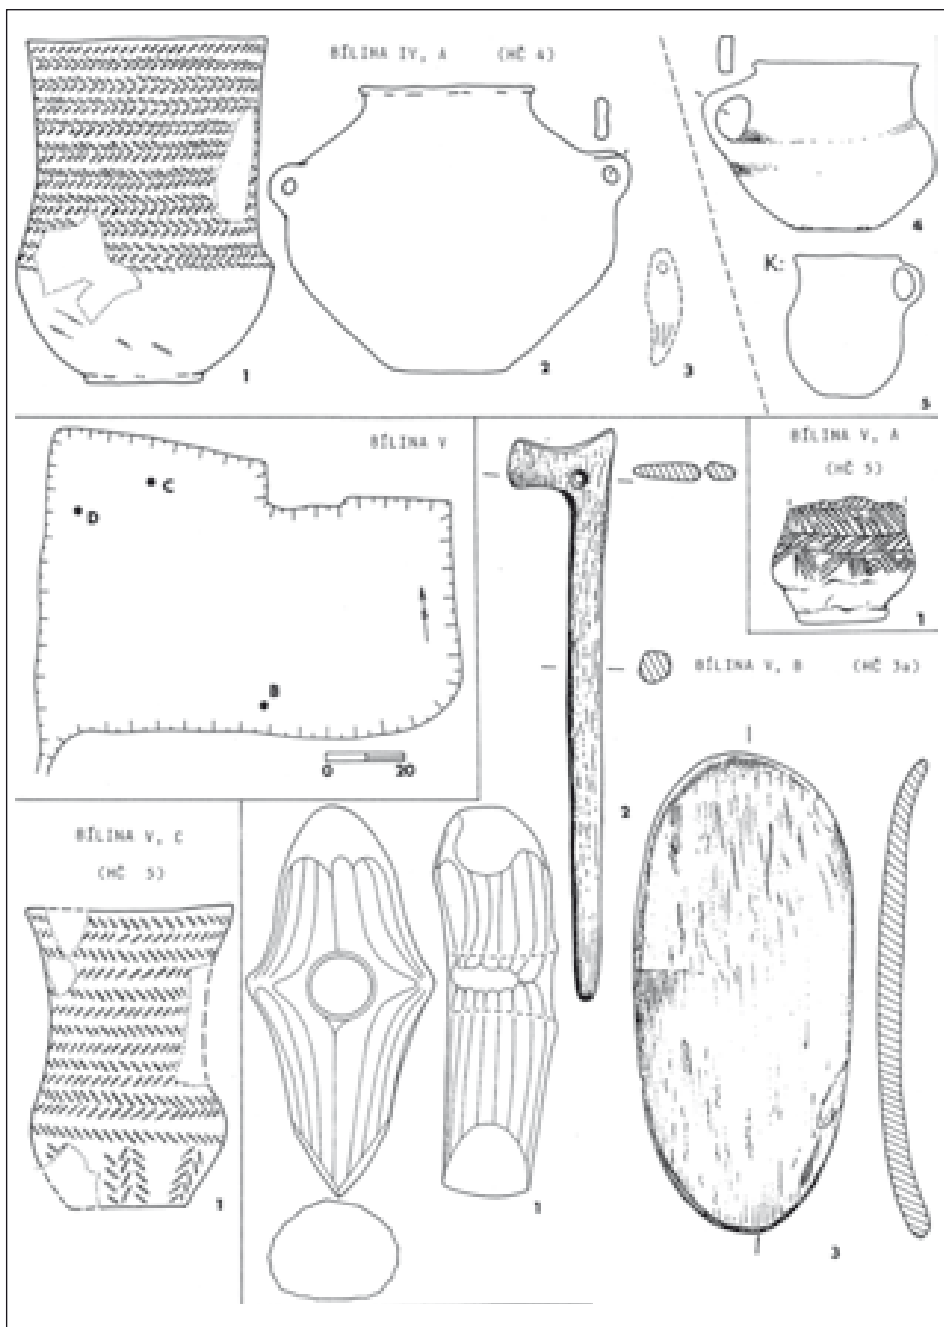 BÍLINA IV, A (HČ 4)
1
2
3
4
K:
5
BÍLINA V
C
D
B
0 20
BÍLINA V, A
(HČ 5)
1
BÍLINA V, B (HČ 5a)
2
3
1
BÍLINA V, C
(HČ 5)
1